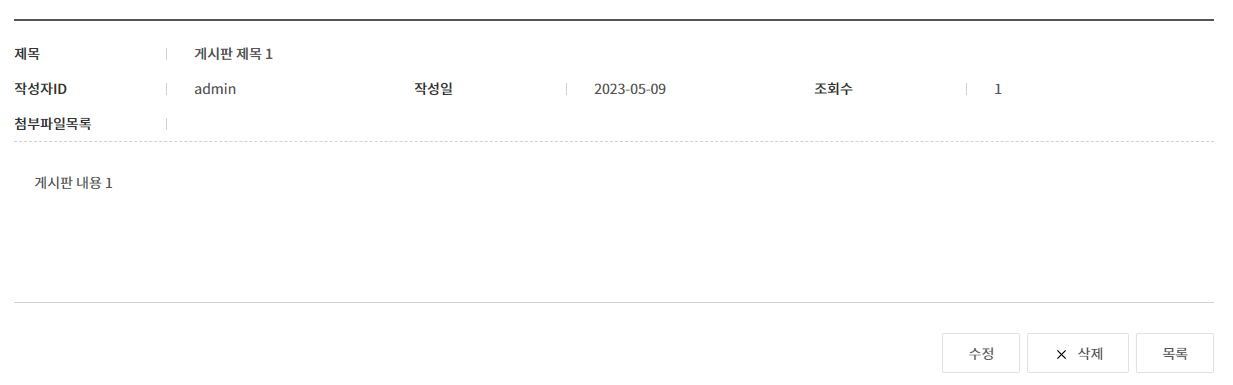 제목 게시판 제목 1
작성자ID admin 작성일 2023-05-09 조회수 1
첨부파일목록
게시판 내용 1
수정 삭제 목록